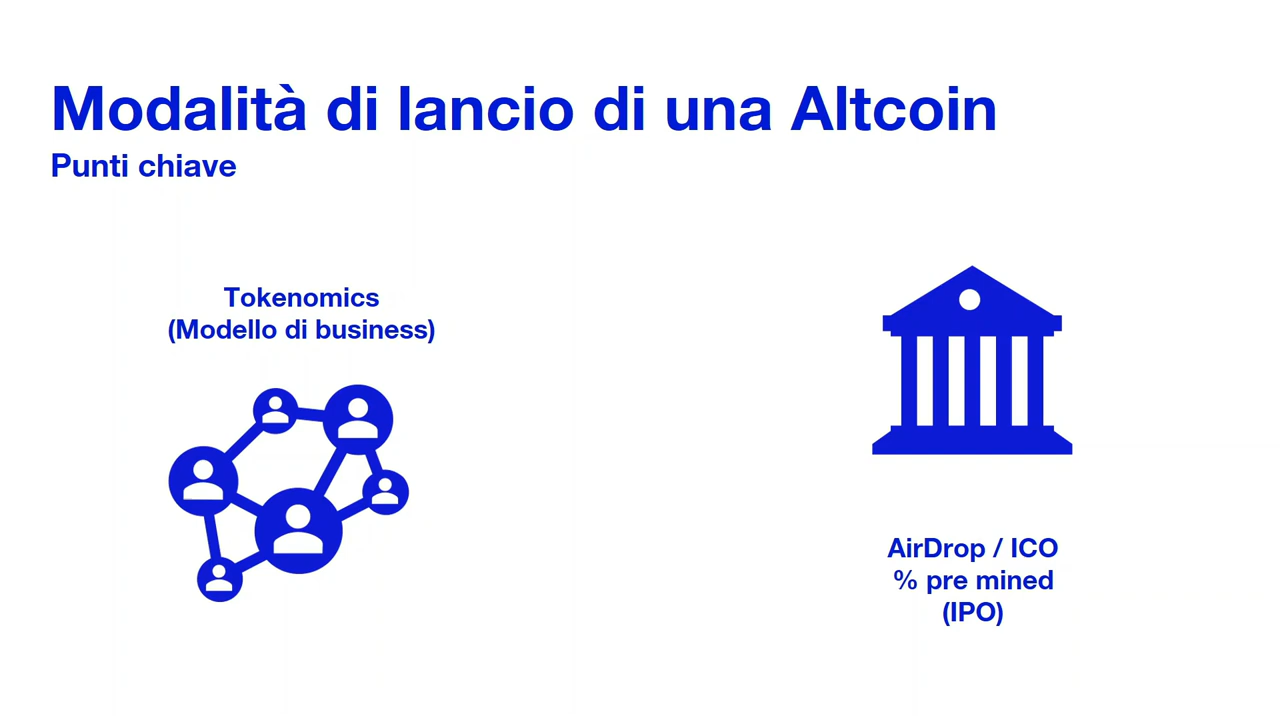 Modalità di lancio di una Altcoin
Punti chiave
Tokenomics
(Modello di business)
AirDrop / ICO
% pre mined
(IPO)